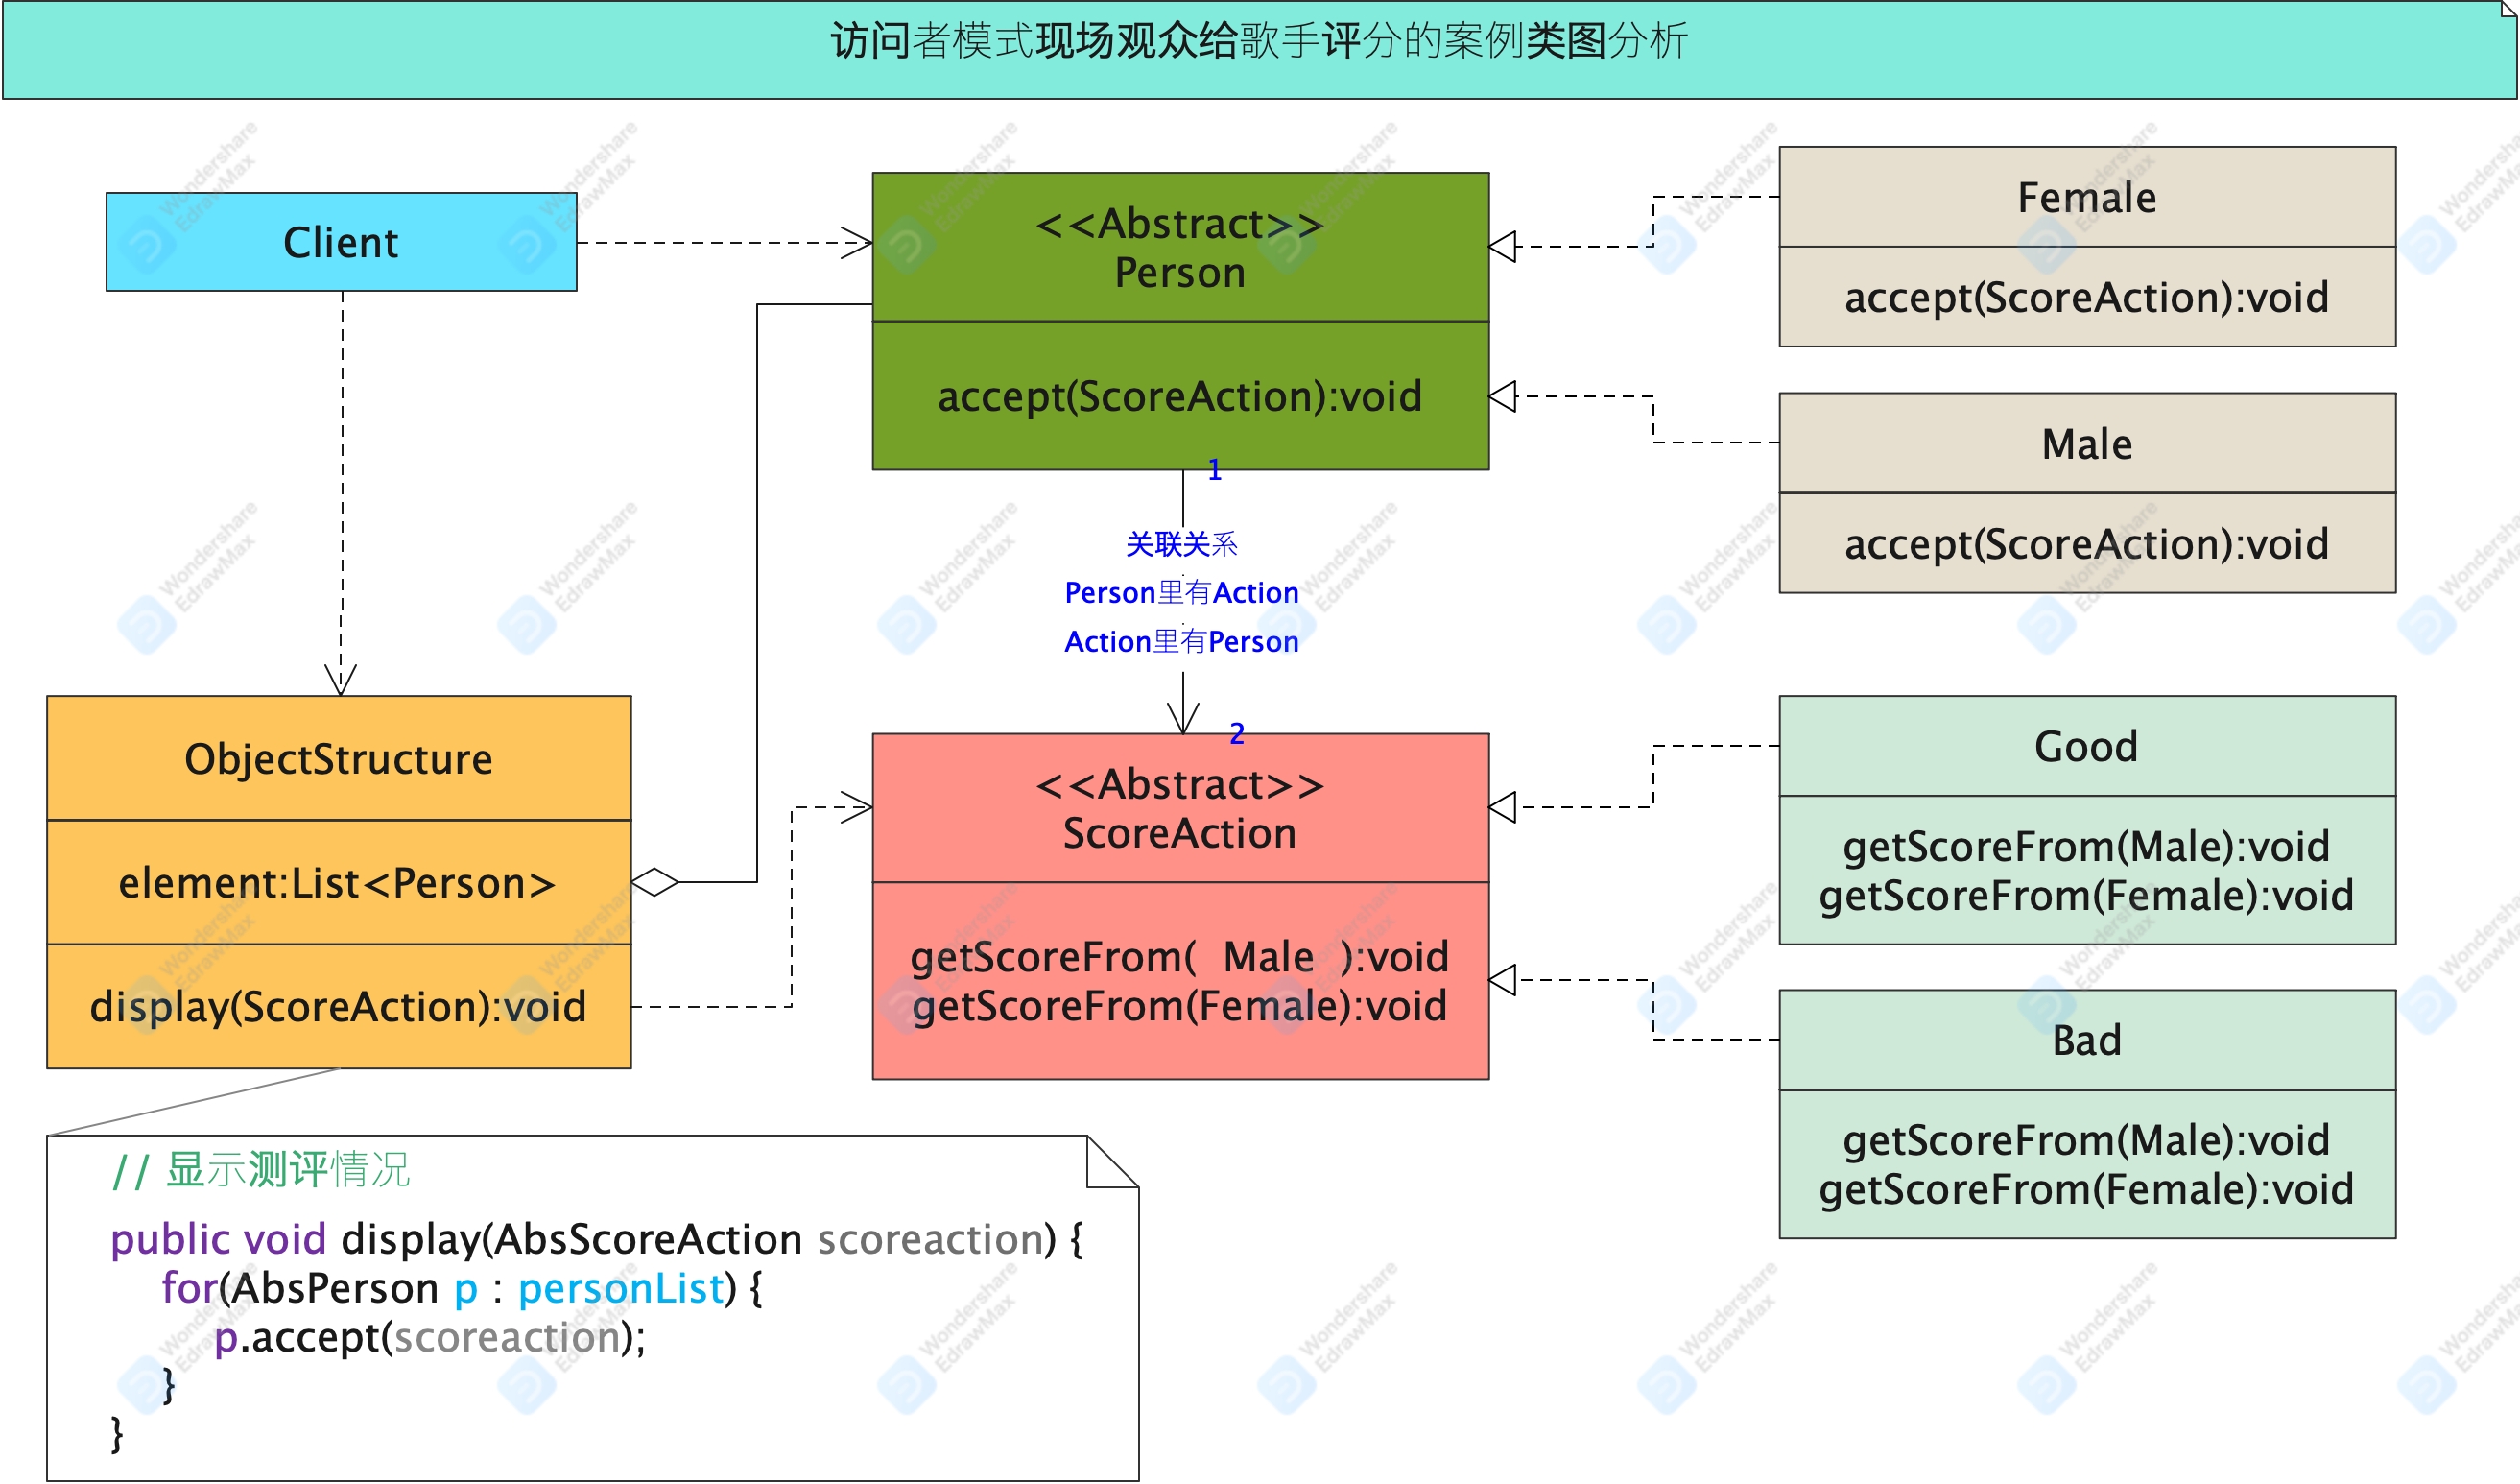 访问者模式现场观众给歌手评分的案例类图分析
Client
<<Abstract>>
Person
accept(ScoreAction):void
Female
accept(ScoreAction):void
Male
accept(ScoreAction):void
1
关联关系
Person里有Action
Action里有Person
2
ObjectStructure
element:List<Person>
display(ScoreAction):void
<<Abstract>>
ScoreAction
getScoreFrom(  Male  ):void
getScoreFrom(Female):void
Good
getScoreFrom(Male):void
getScoreFrom(Female):void
Bad
getScoreFrom(Male):void
getScoreFrom(Female):void
// 显示测评情况
public void display(AbsScoreAction scoreaction) {
for(AbsPerson p : personList) {
p.accept(scoreaction);
}
}
Wondershare
EdrawMax